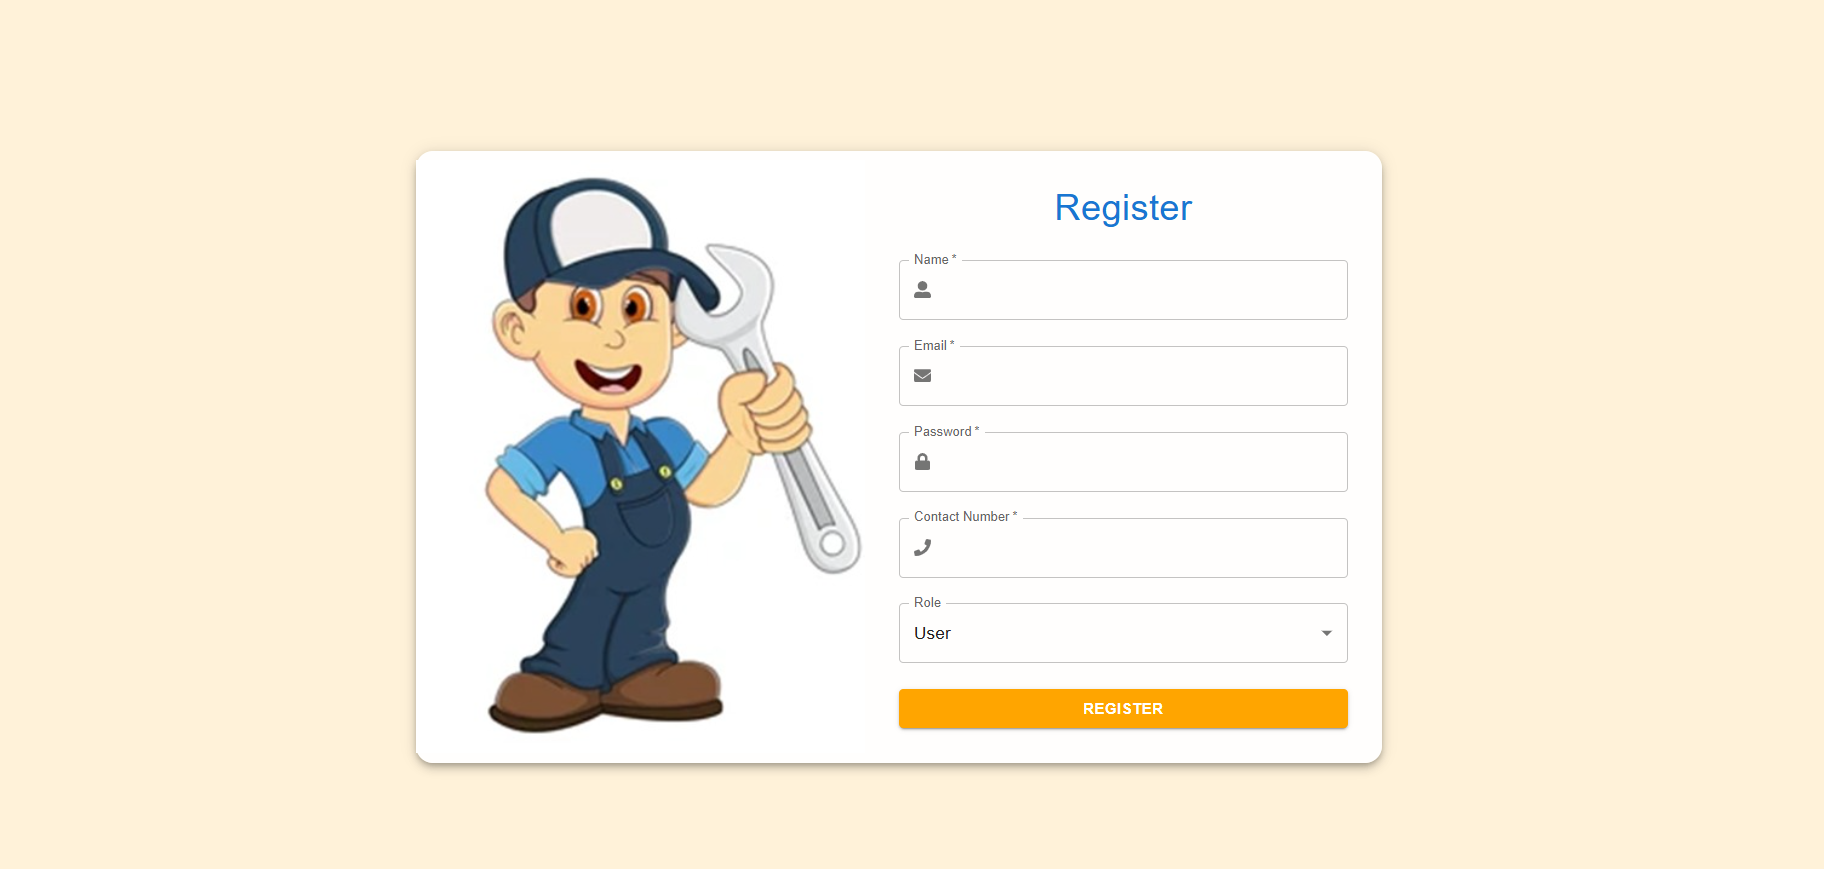 Register
Name *
Email *
Password *
Contact Number *
Role
User
REGISTER